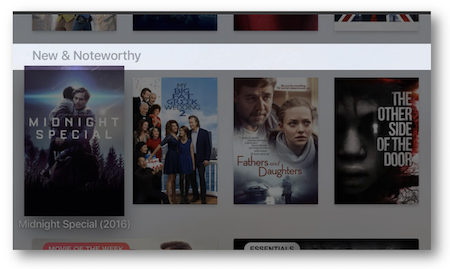 New & Noteworthy
MIDNIGHT
SPECIAL
MY
BIG
FAT
GREEK
WEDDING
2
Fathers and
Daughters
THE
OTHER
SIDE
OF THE
DOOR
Midnight Special (2016)
MOVIE OF THE WEEK
ESSENTIALS